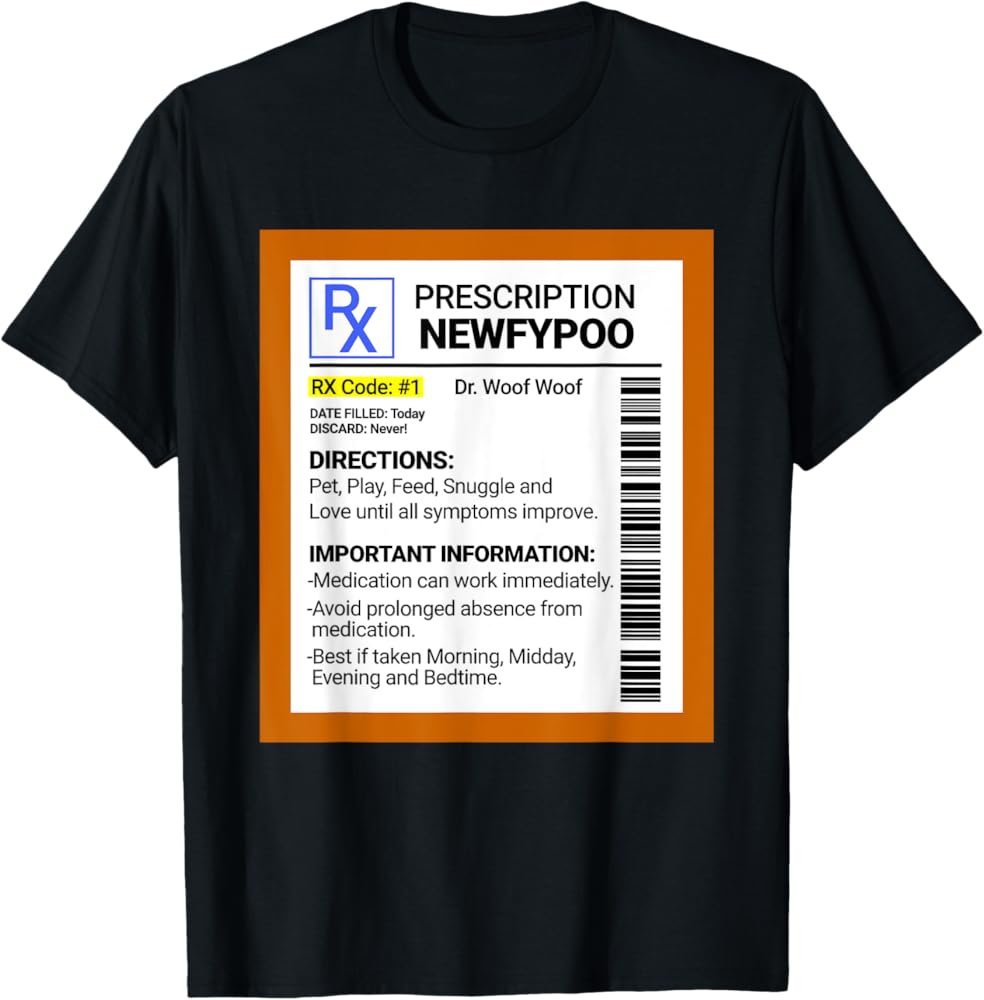 Rx
PRESCRIPTION
NEWFYPOO
RX Code: #1
Dr. Woof Woof
DATE FILLED: Today
DISCARD: Never!
DIRECTIONS:
Pet, Play, Feed, Snuggle and
Love until all symptoms improve.
IMPORTANT INFORMATION:
-Medication can work immediately.
-Avoid prolonged absence from
medication.
-Best if taken Morning, Midday,
Evening and Bedtime.